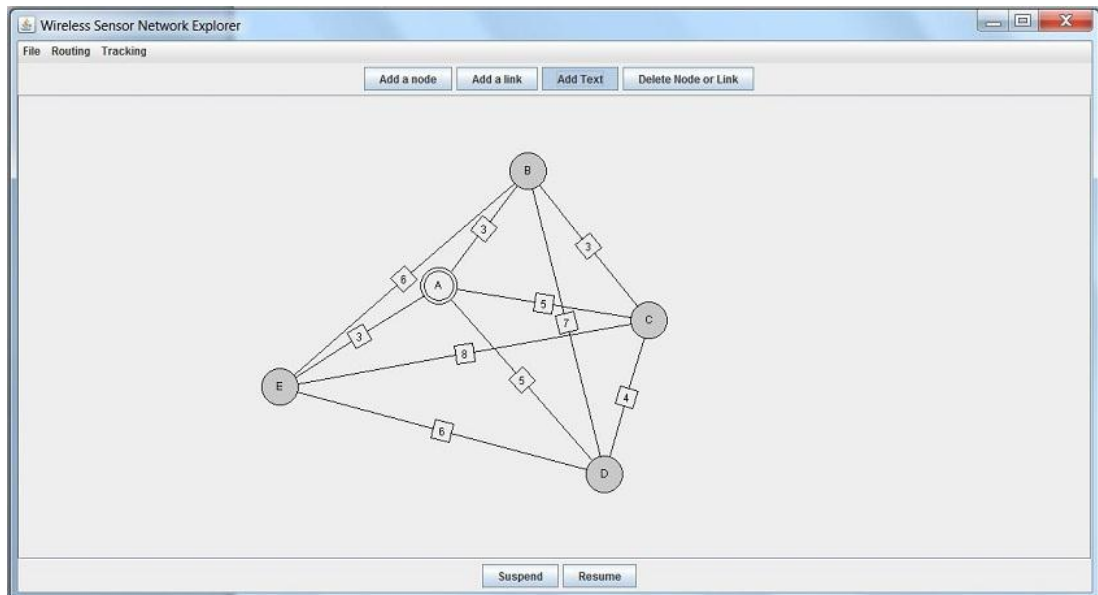 Wireless Sensor Network Explorer
File Routing Tracking
Add a node Add a link Add Text Delete Node or Link
B
3
3
6
A
5
C
7
3
8
5
E
4
6
D
Suspend Resume